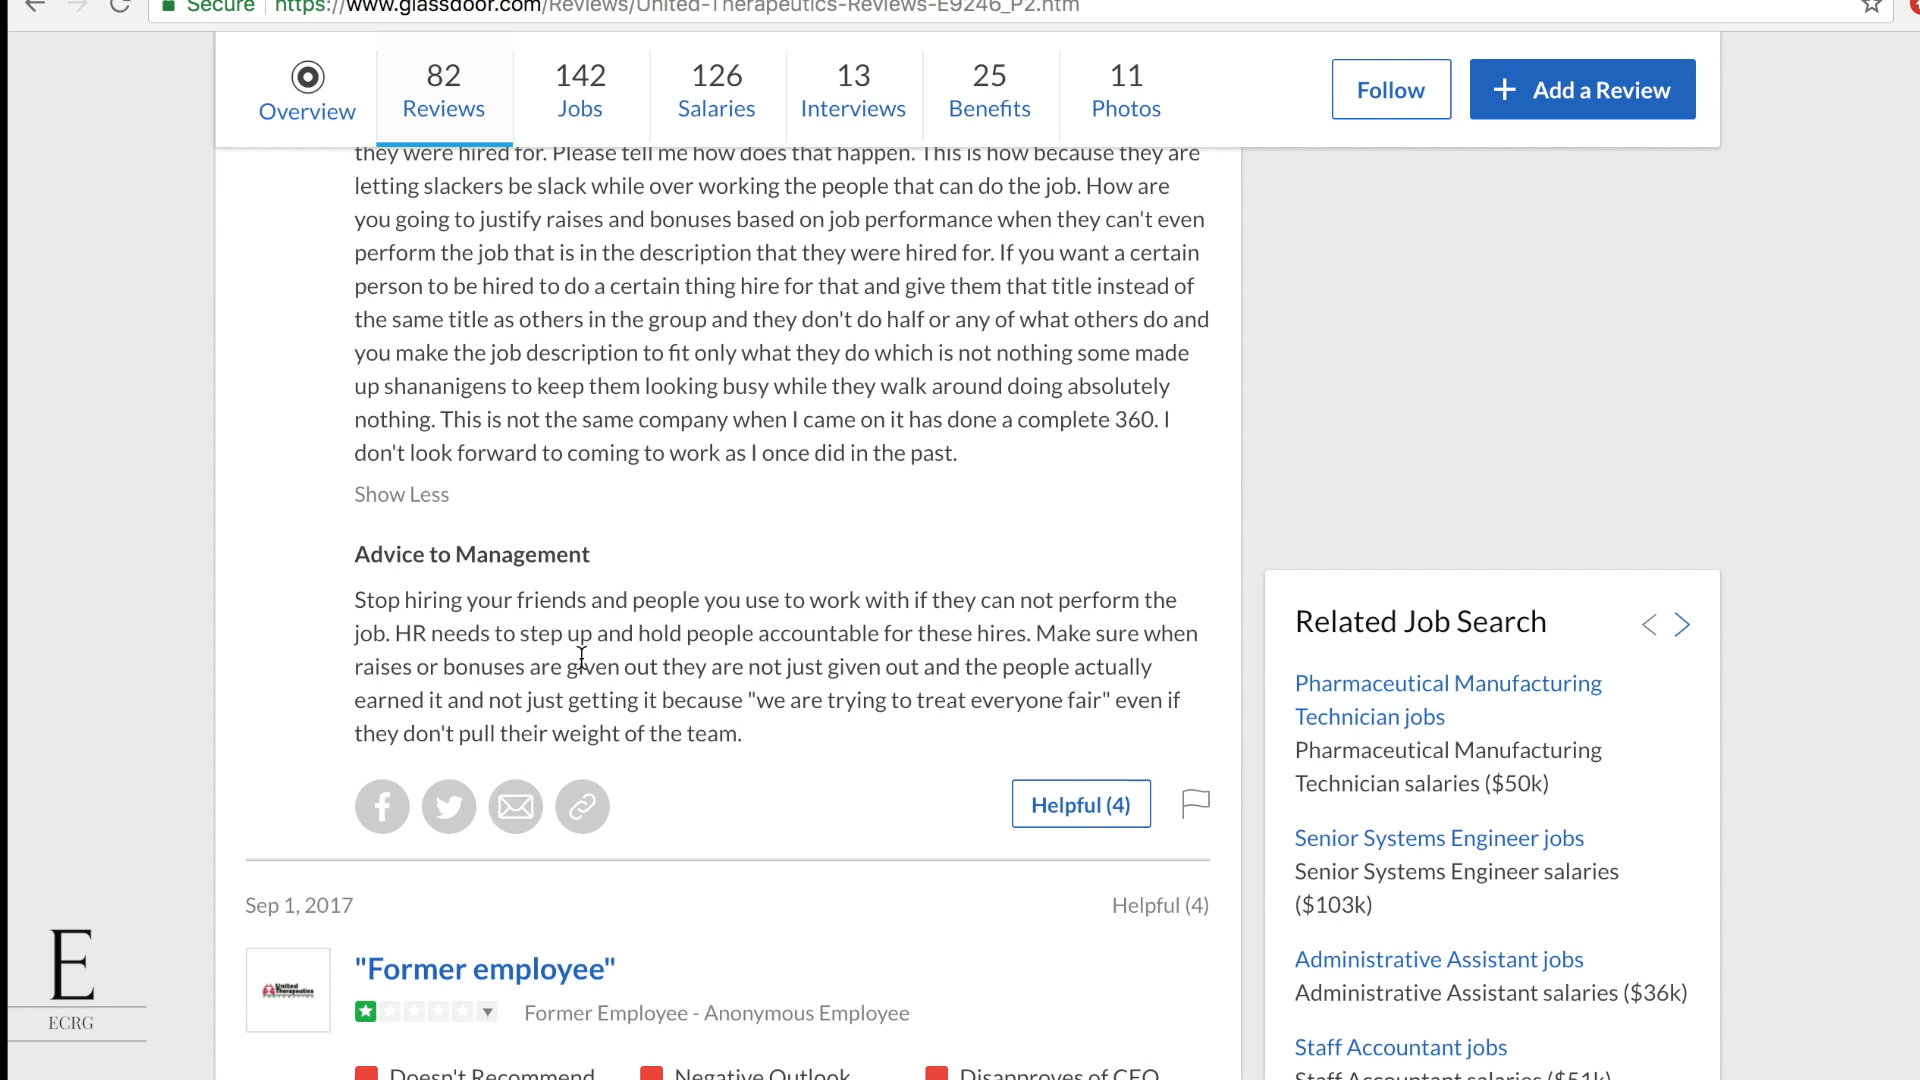 Secure https://www.glassdoor.com/Reviews/United-Therapeutics-Reviews-E9246_P2.htm
Overview
82
Reviews
142
Jobs
126
Salaries
13
Interviews
25
Benefits
11
Photos
Follow
+ Add a Review
they were hired for. Please tell me how does that happen. This is how because they are
letting slackers be slack while over working the people that can do the job. How are
you going to justify raises and bonuses based on job performance when they can't even
perform the job that is in the description that they were hired for. If you want a certain
person to be hired to do a certain thing hire for that and give them that title instead of
the same title as others in the group and they don't do half or any of what others do and
you make the job description to fit only what they do which is not nothing some made
up shananigens to keep them looking busy while they walk around doing absolutely
nothing. This is not the same company when I came on it has done a complete 360. I
don't look forward to coming to work as I once did in the past.
Show Less
Advice to Management
Stop hiring your friends and people you use to work with if they can not perform the
job. HR needs to step up and hold people accountable for these hires. Make sure when
raises or bonuses are given out they are not just given out and the people actually
earned it and not just getting it because "we are trying to treat everyone fair" even if
they don't pull their weight of the team.
Helpful (4)
Sep 1, 2017
Helpful (4)
United
Therapeutics
"Former employee"
Former Employee - Anonymous Employee
Doesn't Recommend
Negative Outlook
Disapproves of CEO
Related Job Search
Pharmaceutical Manufacturing
Technician jobs
Pharmaceutical Manufacturing
Technician salaries ($50k)
Senior Systems Engineer jobs
Senior Systems Engineer salaries
($103k)
Administrative Assistant jobs
Administrative Assistant salaries ($36k)
Staff Accountant jobs
Staff Accountant salaries ($51k)
E
ECRG